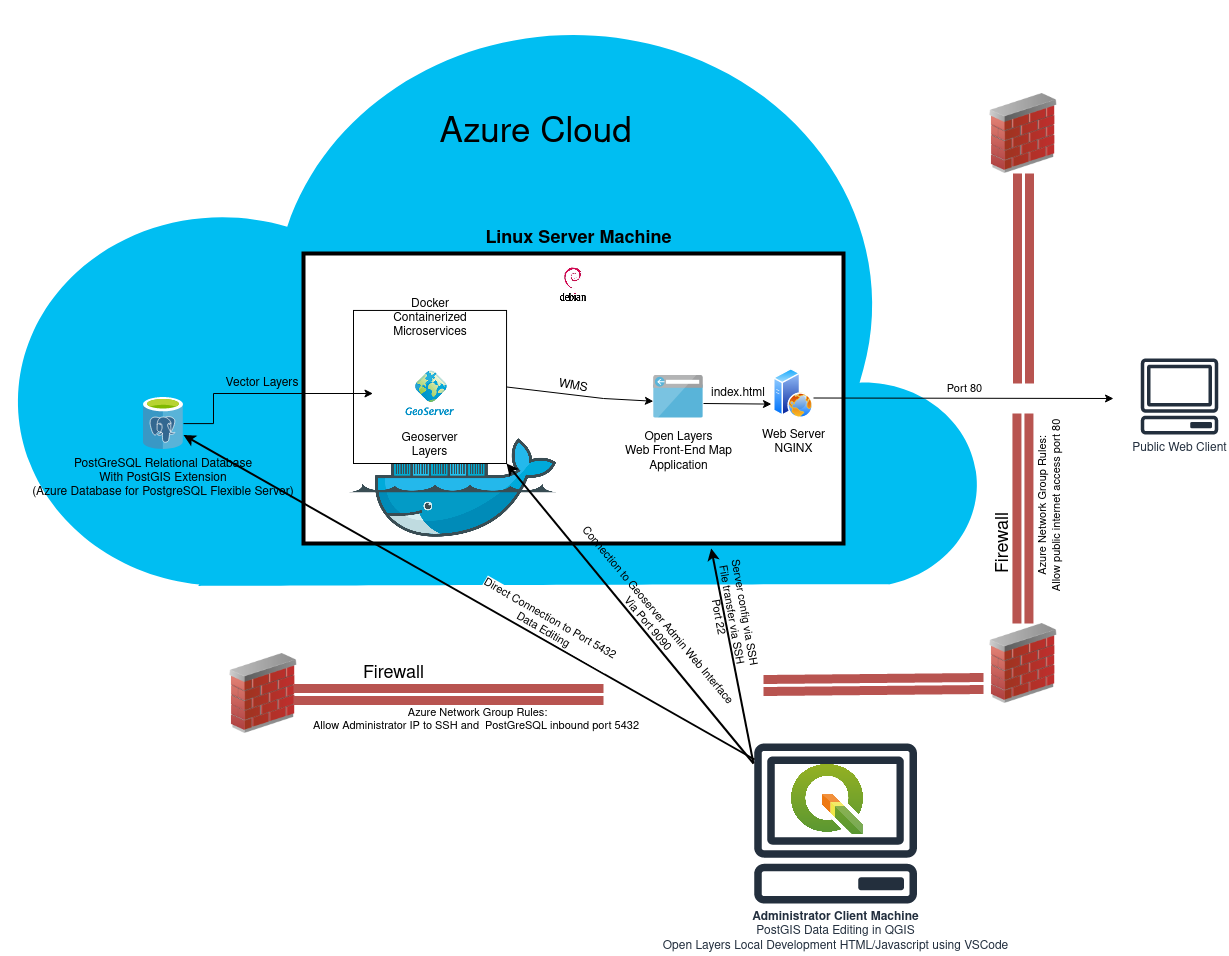 Azure Cloud
Linux Server Machine
debian
Docker
Containerized
Microservices
GeoServer
Geoserver
Layers
Vector Layers
WMS
index.html
Port 80
Open Layers
Web Front-End Map
Application
Web Server
NGINX
Public Web Client
PostGreSQL Relational Database
With PostGIS Extension
(Azure Database for PostgreSQL Flexible Server)
Firewall
Azure Network Group Rules:
Allow public internet access port 80
Direct Connection to Port 5432
Data Editing
Connection to Geoserver Admin Web Interface
Via Port 9090
Server config via SSH
File transfer via SSH
Port 22
Firewall
Azure Network Group Rules:
Allow Administrator IP to SSH and PostGreSQL inbound port 5432
Administrator Client Machine
PostGIS Data Editing in QGIS
Open Layers Local Development HTML/Javascript using VSCode